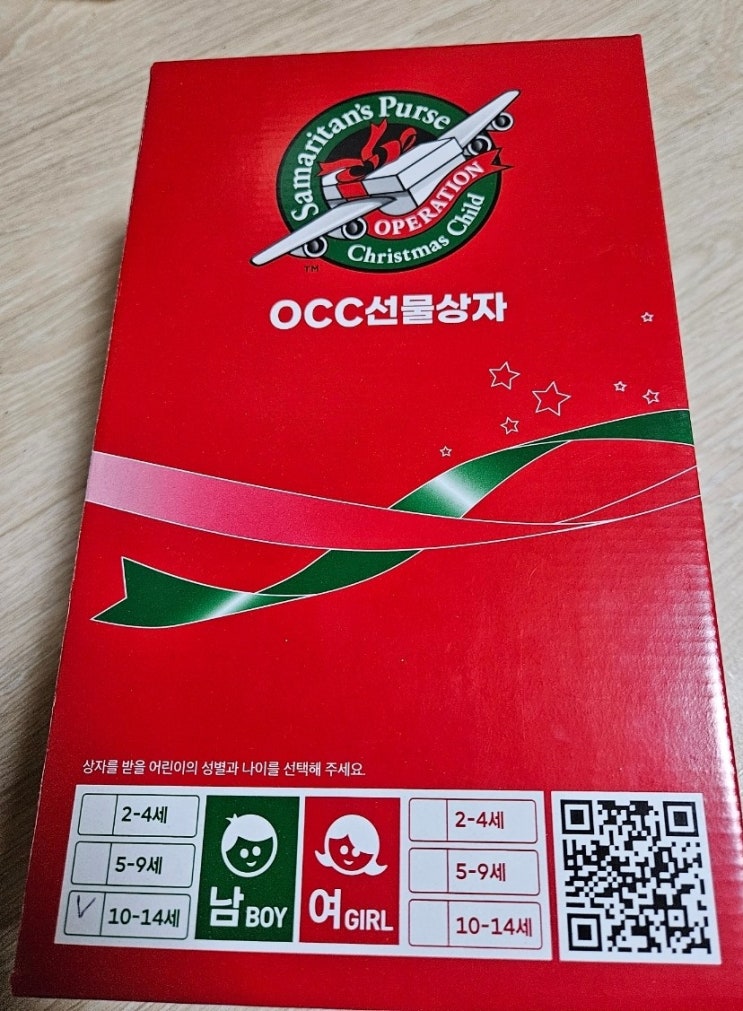 Samaritan's Purse
OPERATION
Christmas Child
TM
OCC선물상자
상자를 받을 어린이의 성별과 나이를 선택해 주세요.
2-4세
5-9세
10-14세
남 BOY
여 GIRL
2-4세
5-9세
10-14세